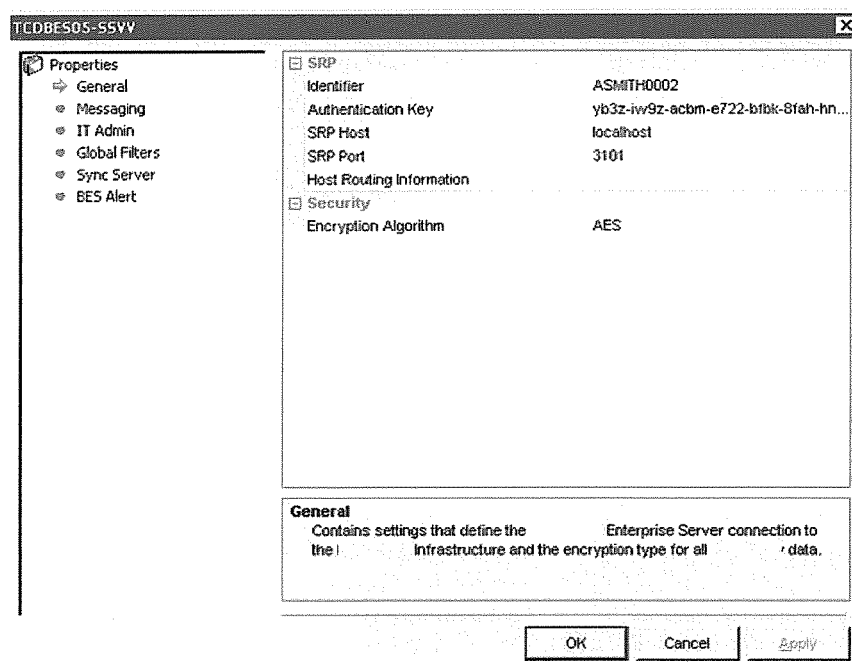 TCDBES05-SSVV
Properties
General
Messaging
IT Admin
Global Filters
Sync Server
BES Alert
SRP
Identifier ASMITH0002
Authentication Key yb3z-iw9z-acbm-e722-bfbk-8fah-hn...
SRP Host localhost
SRP Port 3101
Host Routing Information
Security
Encryption Algorithm AES
General
Contains settings that define the Enterprise Server connection to
the Infrastructure and the encryption type for all data.
OK Cancel Apply